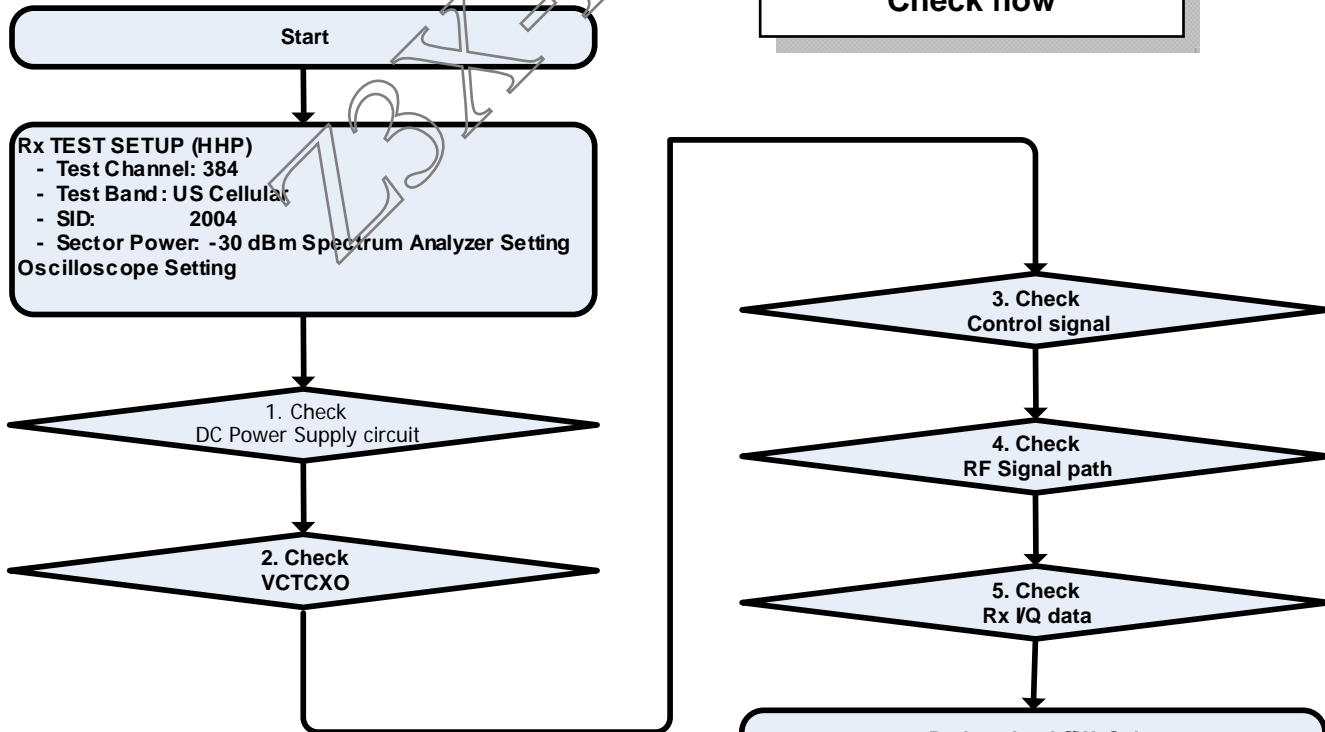 Check flow
Start
Rx TEST SETUP (HHP)
- Test Channel: 384
- Test Band: US Cellular
- SID: 2004
- Sector Power: -30 dBm Spectrum Analyzer Setting
Oscilloscope Setting
1. Check
DC Power Supply circuit
2. Check
VCTCXO
3. Check
Control signal
4. Check
RF Signal path
5. Check
Rx I/Q data
Z3X-